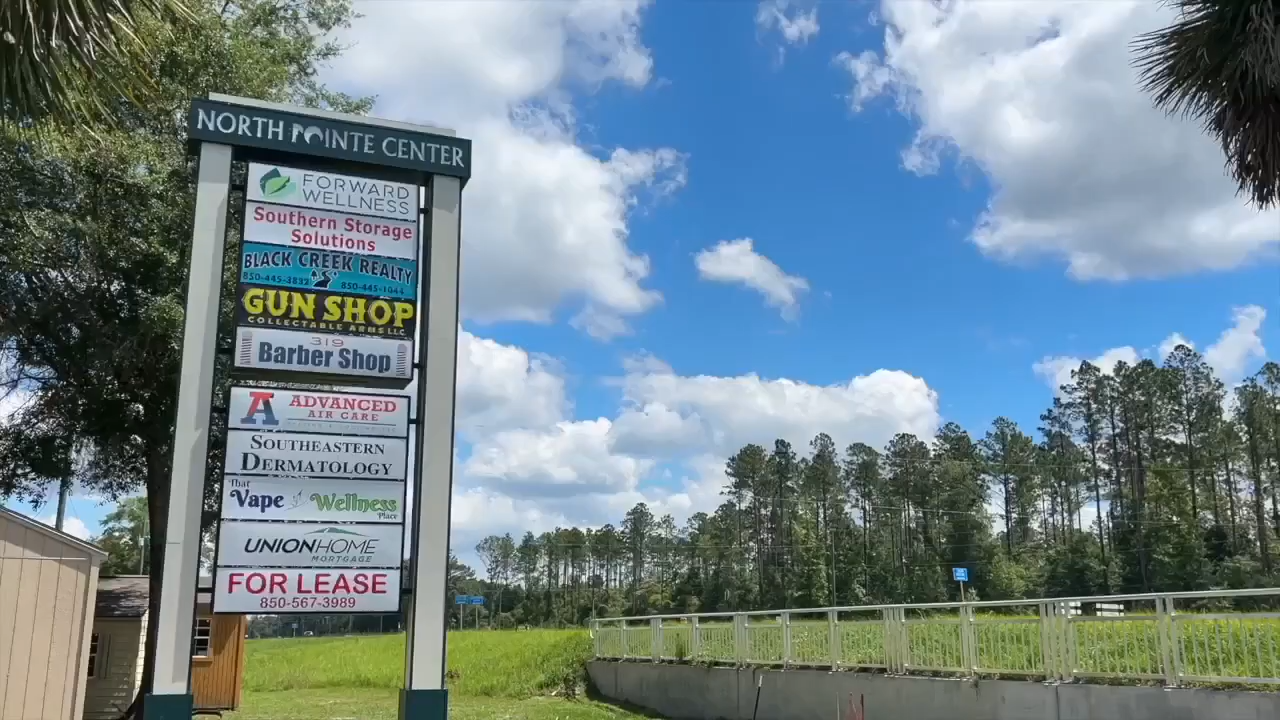 NORTH POINTE CENTER
FORWARD
WELLNESS
Southern Storage
Solutions
BLACK CREEK REALTY
850-445-3832 850-445-1044
GUN SHOP
COLLECTABLE ARMS LLC
319
Barber Shop
A ADVANCED
AIR CARE
SOUTHEASTERN
DERMATOLOGY
That
Vape Wellness
Place
UNIONHOME
MORTGAGE
FOR LEASE
850-567-3989